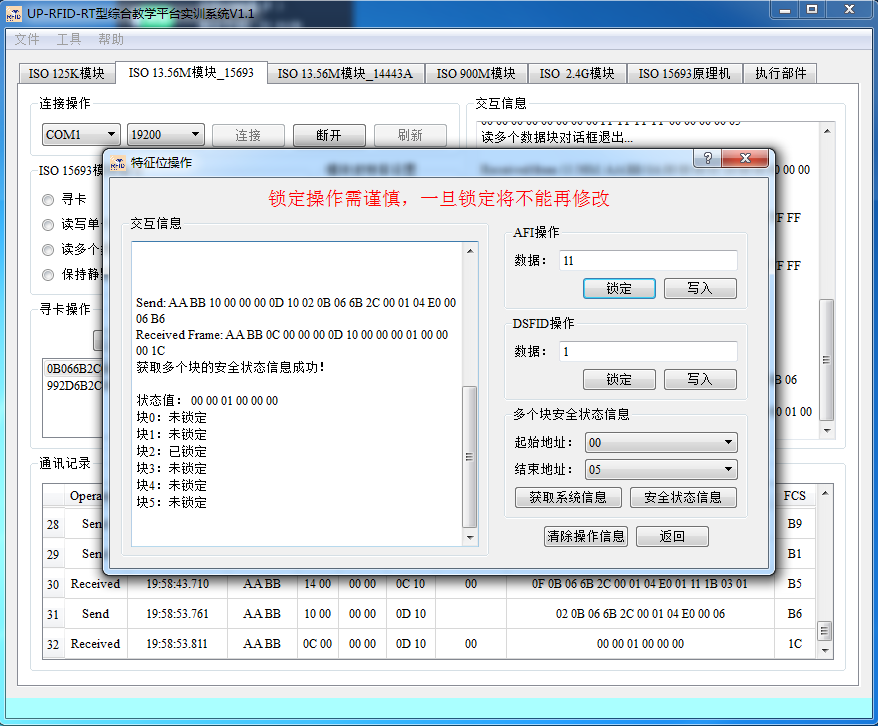 UP-RFID-RT型综合教学平台实训系统V1.1
文件 工具 帮助
ISO 125K模块 ISO 13.56M模块_15693 ISO 13.56M模块_14443A ISO 900M模块 ISO 2.4G模块 ISO 15693原理机 执行部件
连接操作
COM1 19200 连接 断开 刷新
交互信息
读多个数据块对话框退出...
ISO 15693模
寻卡
读写单
读多个
保持静
寻卡操作
0B066B2C
992D6B2C
00 00
FF FF
FF FF
0B 06
00 01 00
特征位操作
锁定操作需谨慎，一旦锁定将不能再修改
交互信息
Send: AA BB 10 00 00 00 0D 10 02 0B 06 6B 2C 00 01 04 E0 00
06 B6
Received Frame: AA BB 0C 00 00 00 0D 10 00 00 00 01 00 00
00 1C
获取多个块的安全状态信息成功！
状态值： 00 00 01 00 00 00
块0：未锁定
块1：未锁定
块2：已锁定
块3：未锁定
块4：未锁定
块5：未锁定
AFI操作
数据： 11
锁定 写入
DSFID操作
数据： 1
锁定 写入
多个块安全状态信息
起始地址： 00
结束地址： 05
获取系统信息 安全状态信息
清除操作信息 返回
通讯记录
Opera FCS
28 Sen B9
29 Sen B1
30 Received 19:58:43.710 AA BB 14 00 00 00 0C 10 00 0F 0B 06 6B 2C 00 01 04 E0 01 11 1B 03 01 B5
31 Send 19:58:53.761 AA BB 10 00 00 00 0D 10 02 0B 06 6B 2C 00 01 04 E0 00 06 B6
32 Received 19:58:53.811 AA BB 0C 00 00 00 0D 10 00 00 00 01 00 00 00 1C